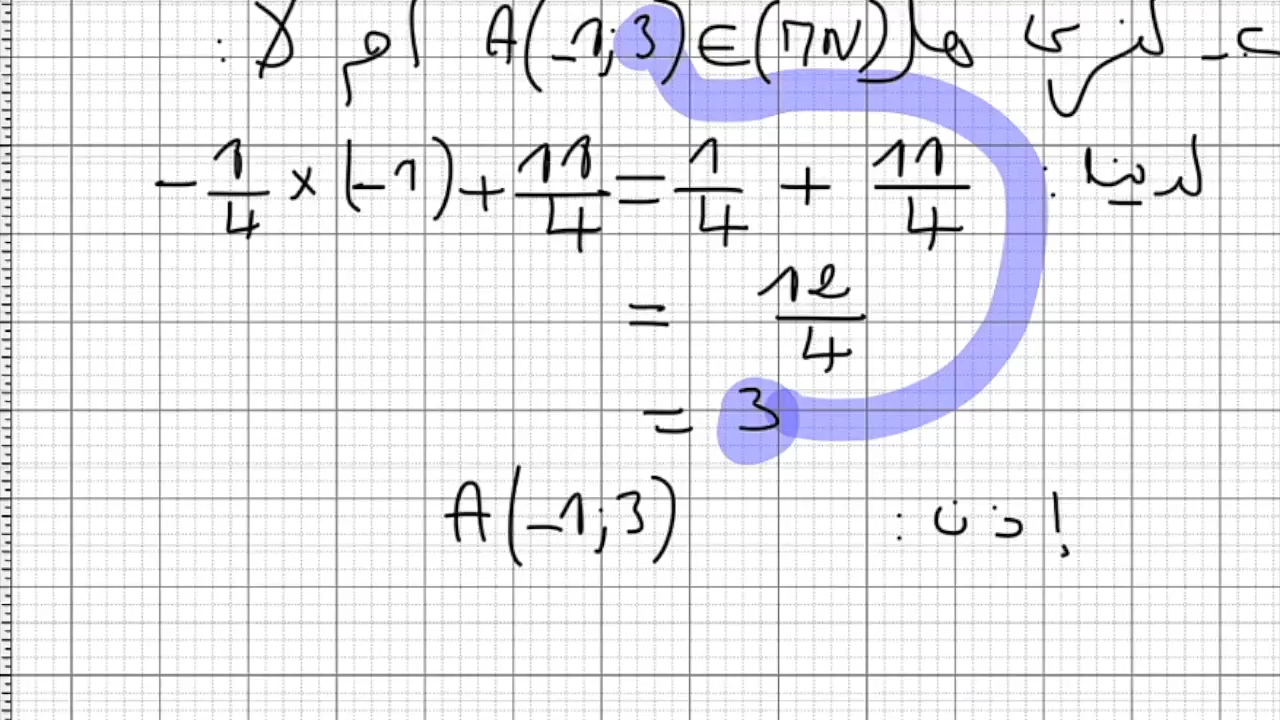 ب- لنرى هل A(-1;3)∈(MN) أم لا :
لدينا : -1/4 × (-1) + 11/4 = 1/4 + 11/4
= 12/4
= 3
إذن : A(-1;3)